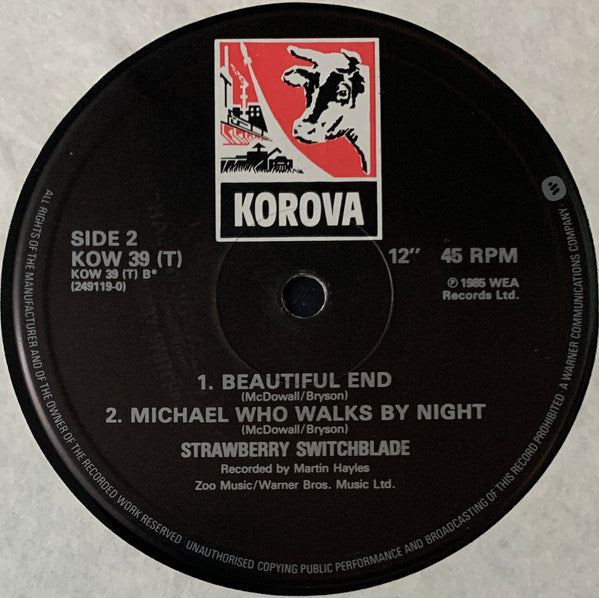 KOROVA
SIDE 2
KOW 39 (T)
KOW 39 (T) B*
(249119-0)
12" 45 RPM
℗ 1985 WEA
Records Ltd.
1. BEAUTIFUL END
(McDowall/Bryson)
2. MICHAEL WHO WALKS BY NIGHT
(McDowall/Bryson)
STRAWBERRY SWITCHBLADE
Recorded by Martin Hayles
Zoo Music/Warner Bros. Music Ltd.
ALL RIGHTS OF THE MANUFACTURER AND OF THE OWNER OF THE RECORDED WORK RESERVED · UNAUTHORISED COPYING PUBLIC PERFORMANCE AND BROADCASTING OF THIS RECORD PROHIBITED · A WARNER COMMUNICATIONS COMPANY ·